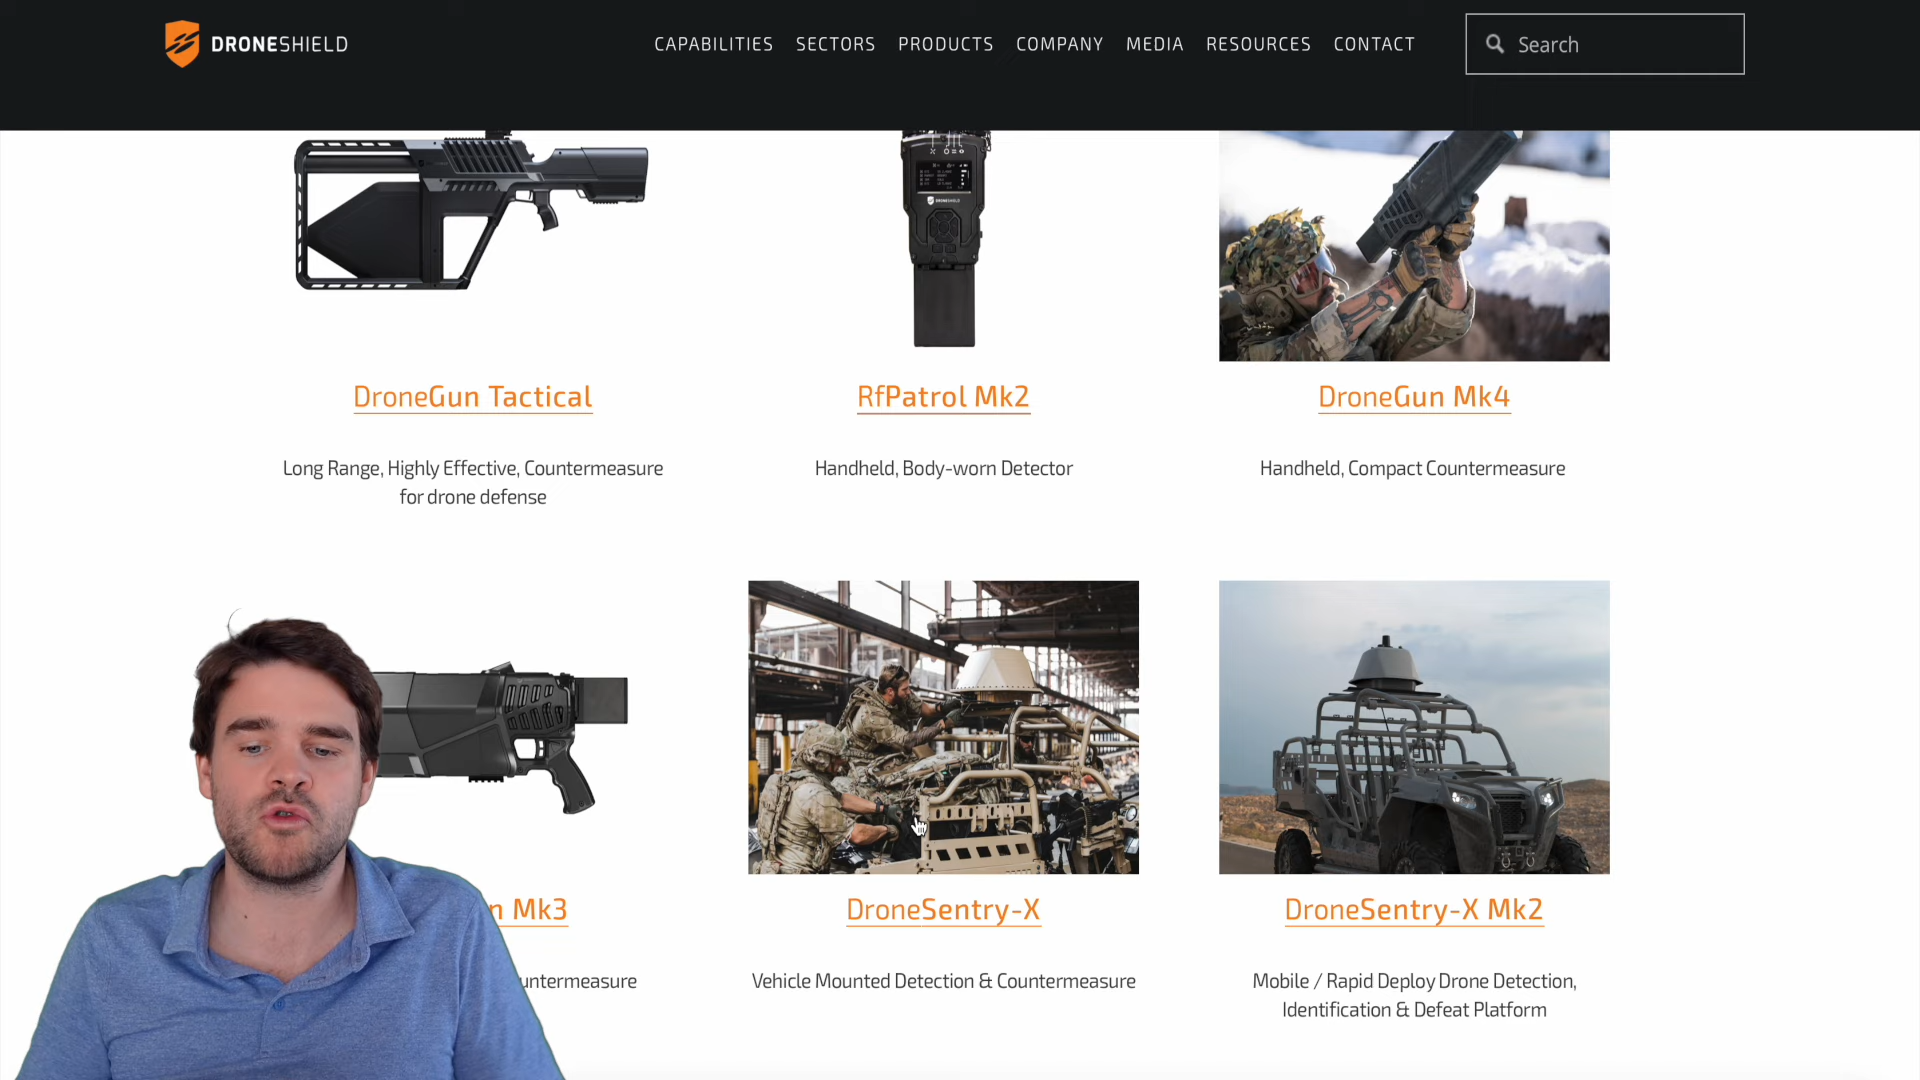 DRONESHIELD
CAPABILITIES SECTORS PRODUCTS COMPANY MEDIA RESOURCES CONTACT
Search
DRONESHIELD
DroneGun Tactical
RfPatrol Mk2
DroneGun Mk4
Long Range, Highly Effective, Countermeasure
for drone defense
Handheld, Body-worn Detector
Handheld, Compact Countermeasure
n Mk3
DroneSentry-X
DroneSentry-X Mk2
untermeasure
Vehicle Mounted Detection & Countermeasure
Mobile / Rapid Deploy Drone Detection,
Identification & Defeat Platform